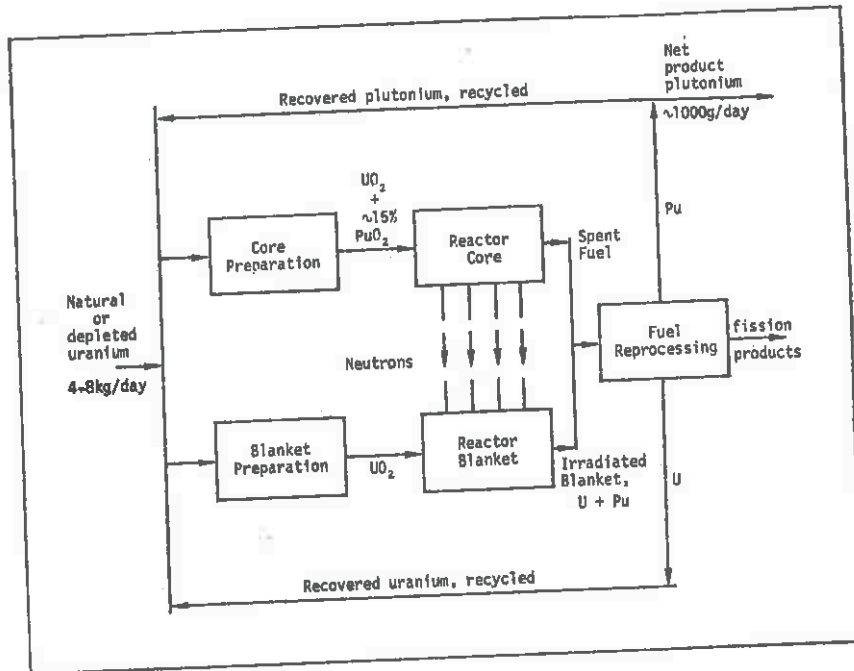 Net
product
plutonium
~1000g/day
Recovered plutonium, recycled
UO₂
+
~15%
PuO₂
Pu
Core
Preparation
Reactor
Core
Spent
Fuel
Natural
or
depleted
uranium
4-8kg/day
Neutrons
Fuel
Reprocessing
fission
products
Blanket
Preparation
UO₂
Reactor
Blanket
Irradiated
Blanket,
U + Pu
U
Recovered uranium, recycled